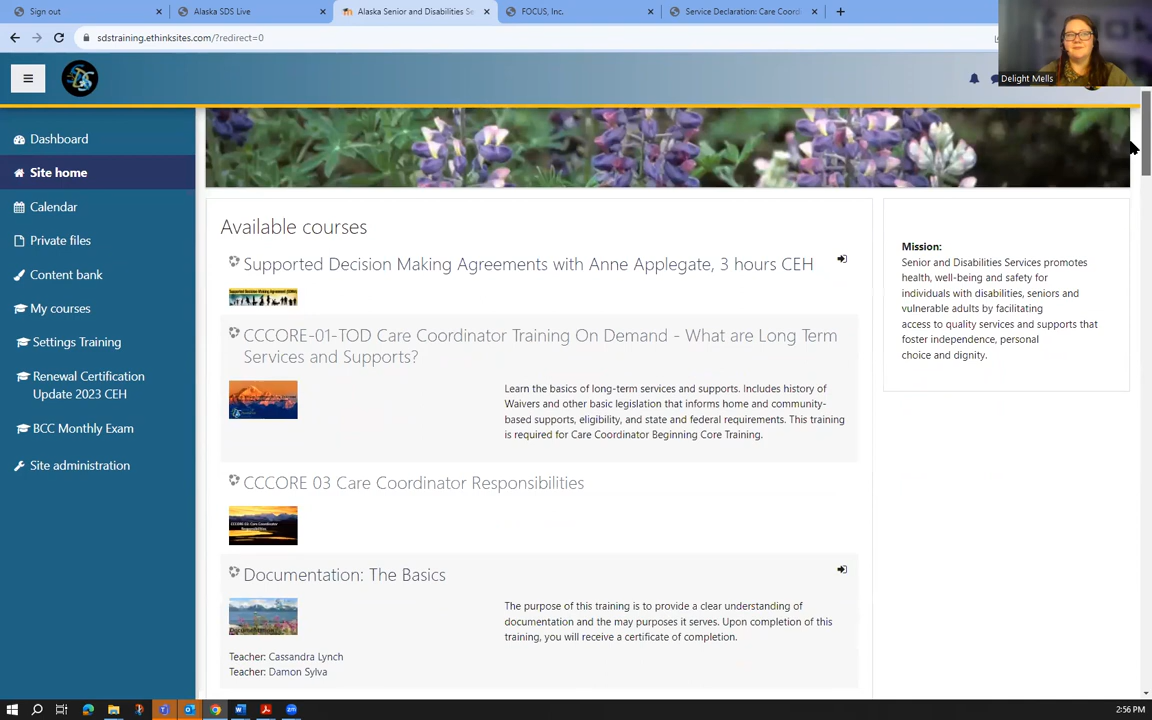 Sign out
Alaska SDS Live
Alaska Senior and Disabilities Se
FOCUS, Inc.
Service Declaration: Care Coord
sdstraining.ethinksites.com/?redirect=0
Delight Mells
Dashboard
Site home
Calendar
Private files
Content bank
My courses
Settings Training
Renewal Certification
Update 2023 CEH
BCC Monthly Exam
Site administration
Available courses
Supported Decision Making Agreements with Anne Applegate, 3 hours CEH
CCCORE-01-TOD Care Coordinator Training On Demand - What are Long Term
Services and Supports?
Learn the basics of long-term services and supports. Includes history of
Waivers and other basic legislation that informs home and community-
based supports, eligibility, and state and federal requirements. This training
is required for Care Coordinator Beginning Core Training.
CCCORE 03 Care Coordinator Responsibilities
Documentation: The Basics
The purpose of this training is to provide a clear understanding of
documentation and the may purposes it serves. Upon completion of this
training, you will receive a certificate of completion.
Teacher: Cassandra Lynch
Teacher: Damon Sylva
Mission:
Senior and Disabilities Services promotes
health, well-being and safety for
individuals with disabilities, seniors and
vulnerable adults by facilitating
access to quality services and supports that
foster independence, personal
choice and dignity.
2:56 PM